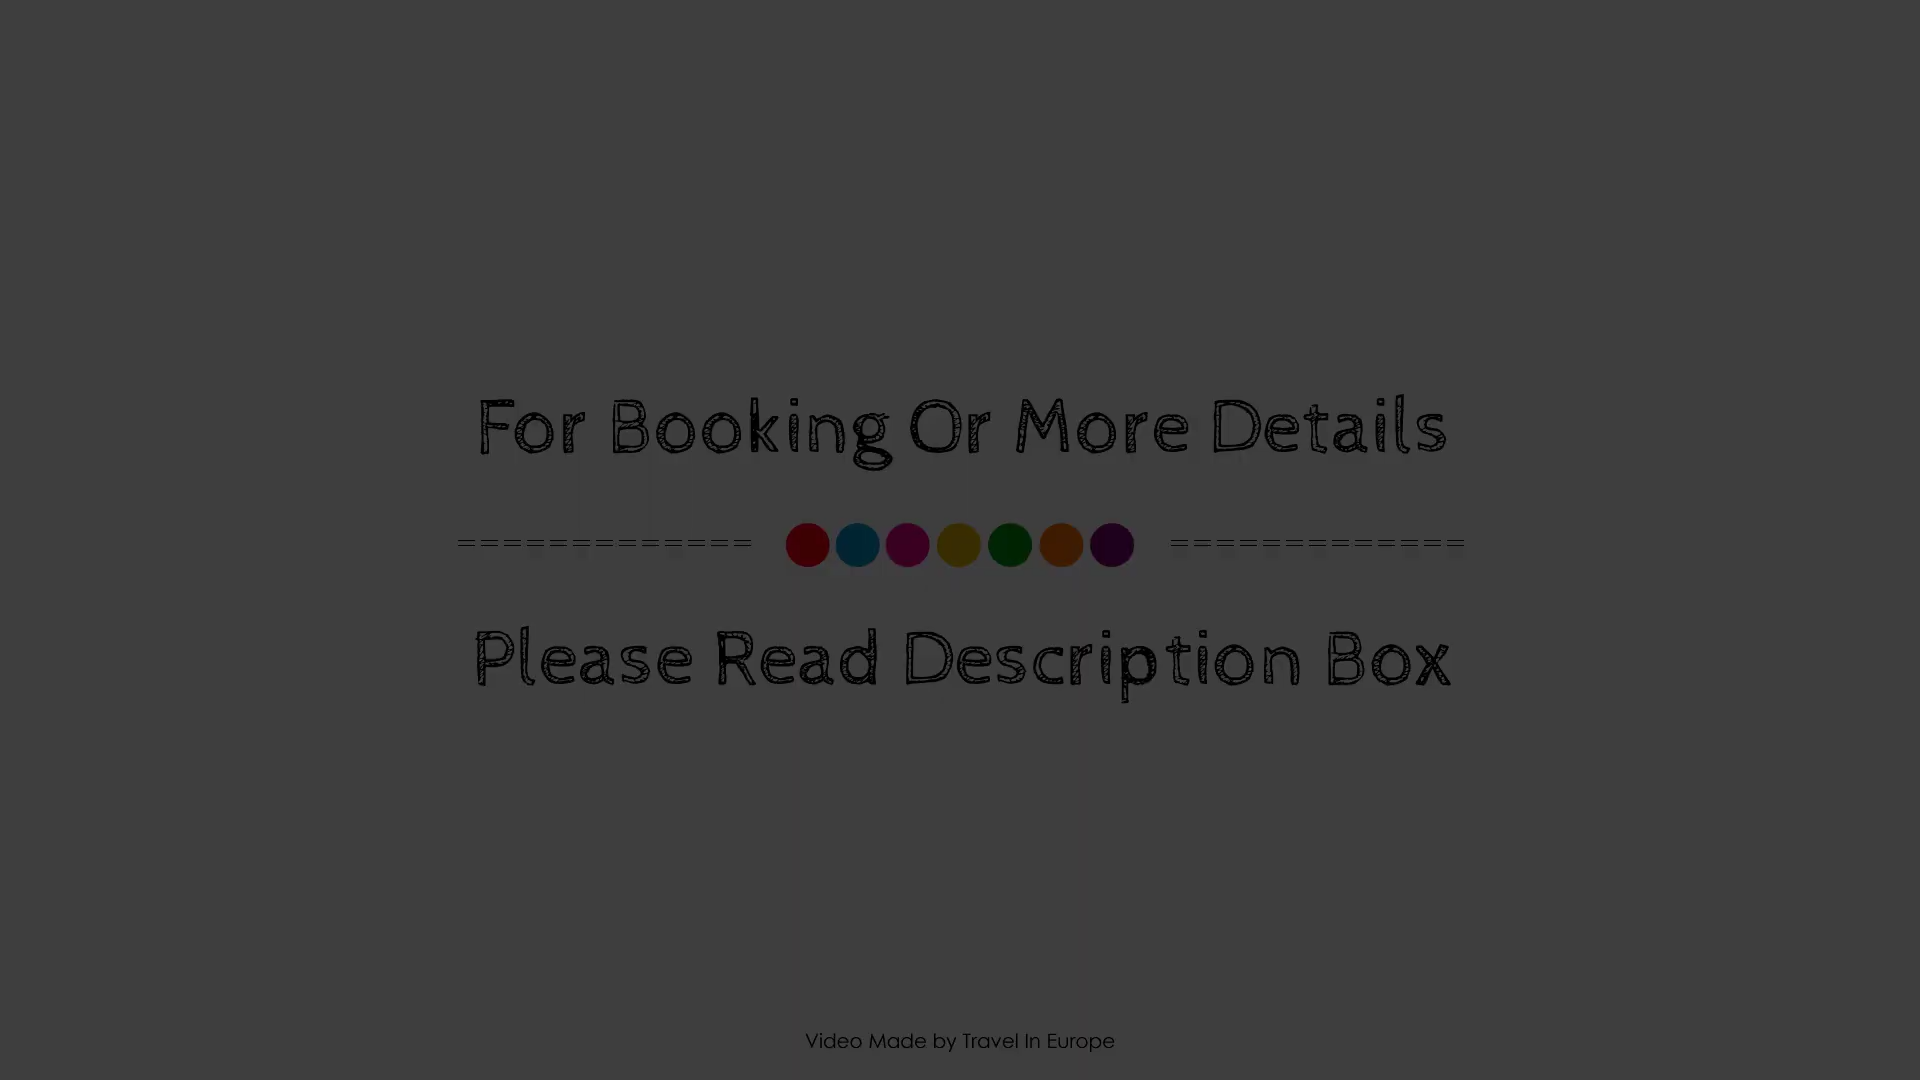 For Booking Or More Details
============= =============
Please Read Description Box
Video Made by Travel In Europe